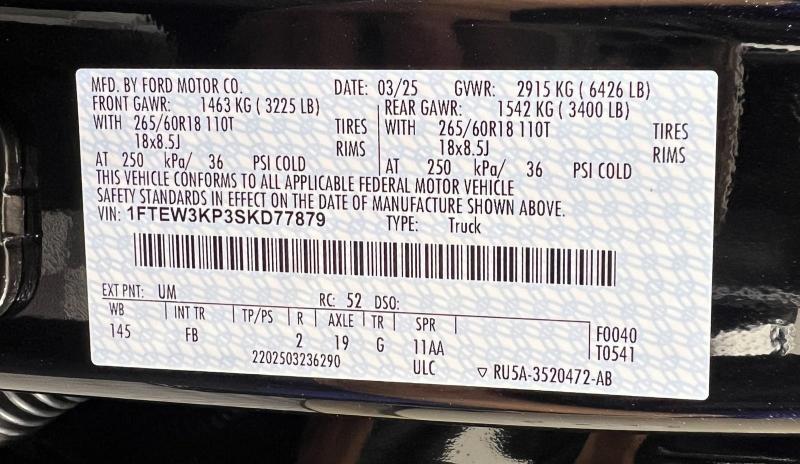 MFD. BY FORD MOTOR CO. DATE: 03/25 GVWR: 2915 KG ( 6426 LB)
FRONT GAWR: 1463 KG ( 3225 LB) REAR GAWR: 1542 KG ( 3400 LB)
WITH 265/60R18 110T TIRES WITH 265/60R18 110T TIRES
18x8.5J RIMS 18x8.5J RIMS
AT 250 kPa/ 36 PSI COLD AT 250 kPa/ 36 PSI COLD
THIS VEHICLE CONFORMS TO ALL APPLICABLE FEDERAL MOTOR VEHICLE
SAFETY STANDARDS IN EFFECT ON THE DATE OF MANUFACTURE SHOWN ABOVE.
VIN: 1FTEW3KP3SKD77879 TYPE: Truck
EXT PNT: UM RC: 52 DSO:
WB INT TR TP/PS R AXLE TR SPR F0040
145 FB 2 19 G 11AA T0541
2202503236290 ULC ▽ RU5A-3520472-AB